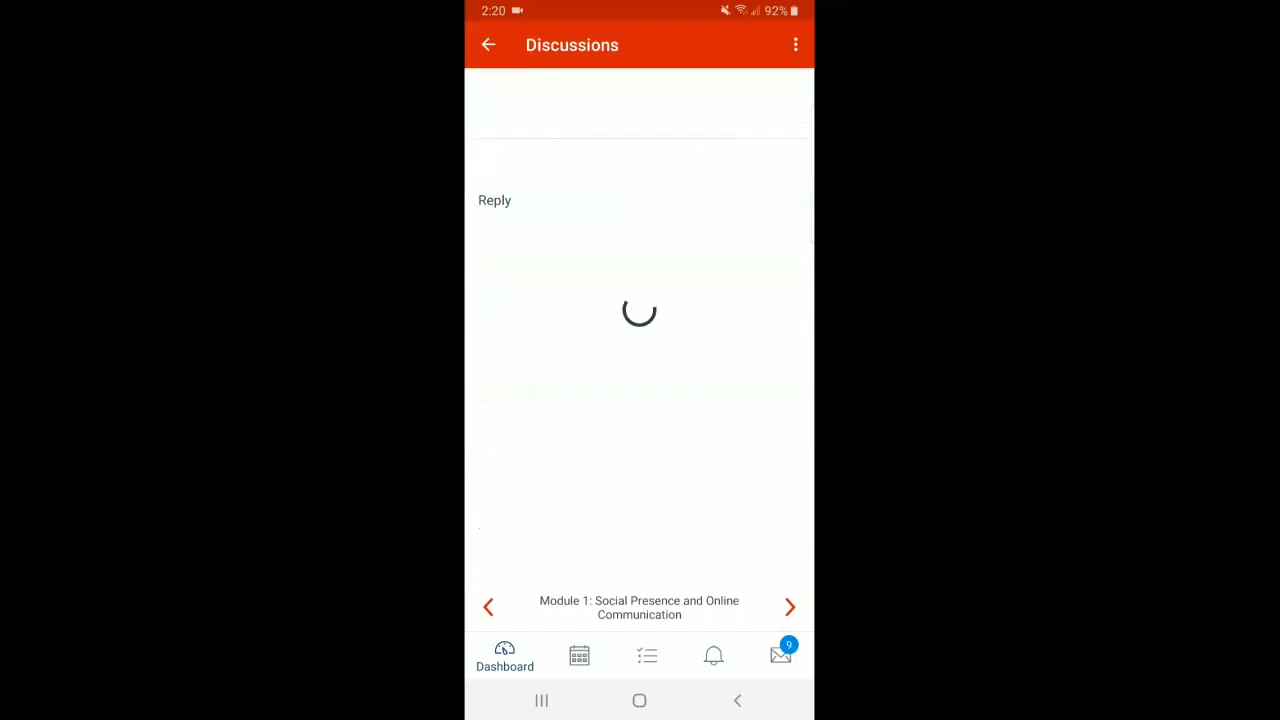 2:20
92%
Discussions
Reply
Module 1: Social Presence and Online
Communication
9
Dashboard